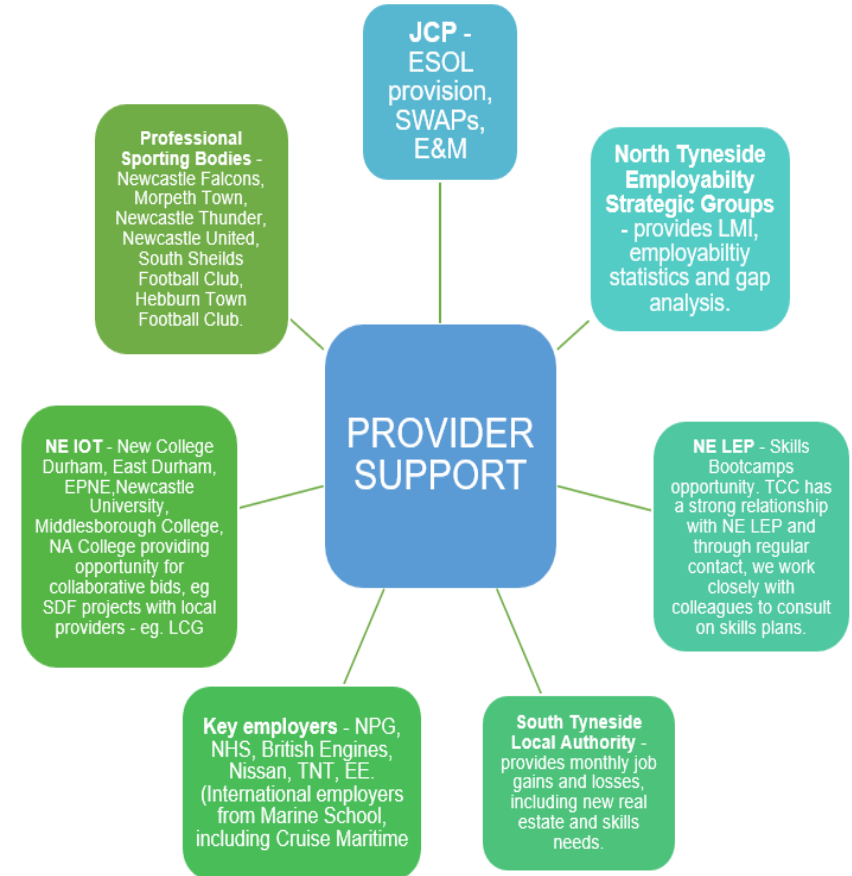 JCP -
ESOL
provision,
SWAPs,
E&M
North Tyneside
Employabilty
Strategic Groups
- provides LMI,
employabiltiy
statistics and gap
analysis.
NE LEP - Skills
Bootcamps
opportunity. TCC has
a strong relationship
with NE LEP and
through regular
contact, we work
closely with
colleagues to consult
on skills plans.
South Tyneside
Local Authority -
provides monthly job
gains and losses,
including new real
estate and skills
needs.
Key employers - NPG,
NHS, British Engines,
Nissan, TNT, EE.
(International employers
from Marine School,
including Cruise Maritime
NE IOT - New College
Durham, East Durham,
EPNE,Newcastle
University,
Middlesborough College,
NA College providing
opportunity for
collaborative bids, eg
SDF projects with local
providers - eg. LCG
Professional
Sporting Bodies -
Newcastle Falcons,
Morpeth Town,
Newcastle Thunder,
Newcastle United,
South Sheilds
Football Club,
Hebburn Town
Football Club.
PROVIDER
SUPPORT